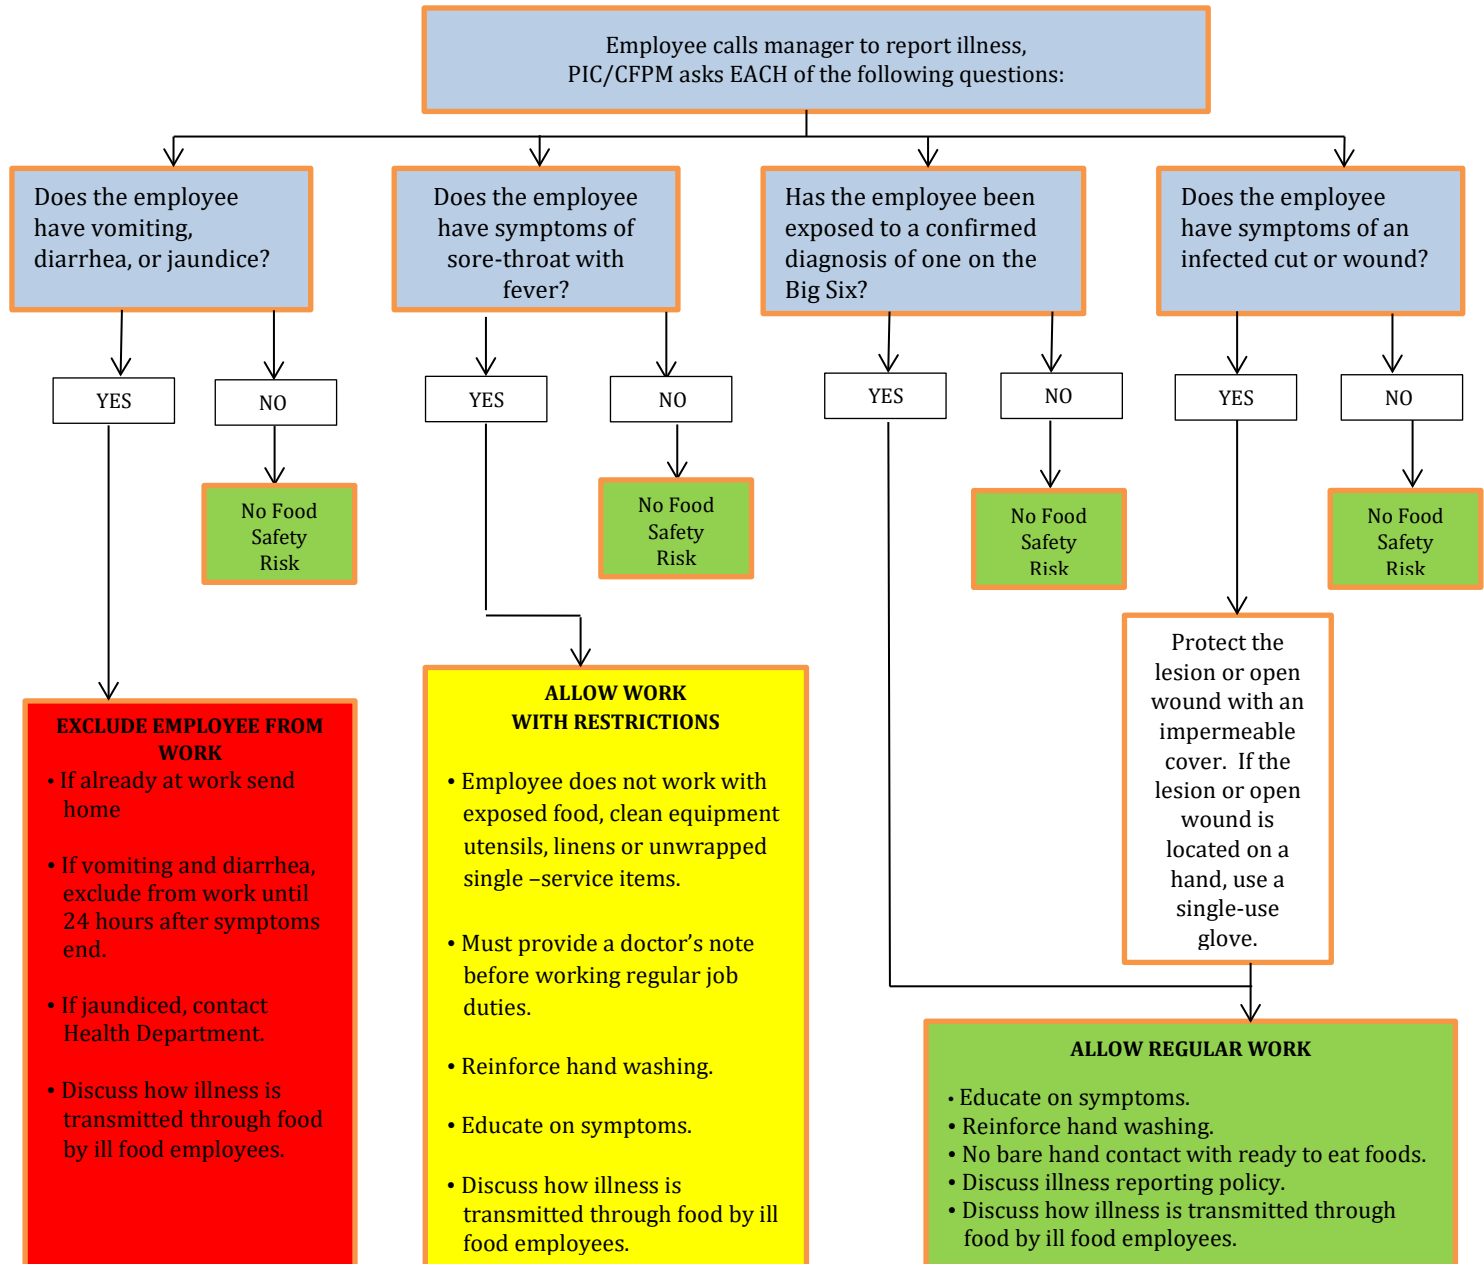 Employee calls manager to report illness,
PIC/CFPM asks EACH of the following questions:
Does the employee
have vomiting,
diarrhea, or jaundice?
Does the employee
have symptoms of
sore-throat with
fever?
Has the employee been
exposed to a confirmed
diagnosis of one on the
Big Six?
Does the employee
have symptoms of an
infected cut or wound?
YES
NO
YES
NO
YES
NO
YES
NO
No Food
Safety
Risk
No Food
Safety
Risk
No Food
Safety
Risk
No Food
Safety
Risk
Protect the
lesion or open
wound with an
impermeable
cover. If the
lesion or open
wound is
located on a
hand, use a
single-use
glove.
EXCLUDE EMPLOYEE FROM
WORK
• If already at work send
home
• If vomiting and diarrhea,
exclude from work until
24 hours after symptoms
end.
• If jaundiced, contact
Health Department.
• Discuss how illness is
transmitted through food
by ill food employees.
ALLOW WORK
WITH RESTRICTIONS
• Employee does not work with
exposed food, clean equipment
utensils, linens or unwrapped
single –service items.
• Must provide a doctor’s note
before working regular job
duties.
• Reinforce hand washing.
• Educate on symptoms.
• Discuss how illness is
transmitted through food by ill
food employees.
ALLOW REGULAR WORK
• Educate on symptoms.
• Reinforce hand washing.
• No bare hand contact with ready to eat foods.
• Discuss illness reporting policy.
• Discuss how illness is transmitted through
food by ill food employees.